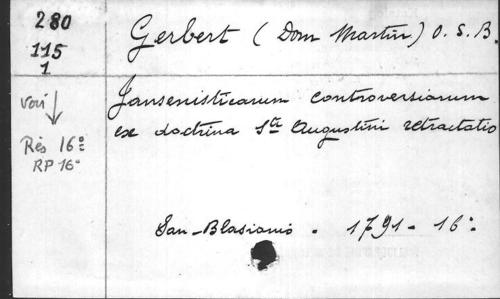 280
115
1
voir
Rés 16°
RP 16°
Gerbert (Dom Martin) O. S. B.
Jansenisticarum controversiarum
ex doctrina Sti Augustini retractatio
San-Blasianis. 1791. 16°